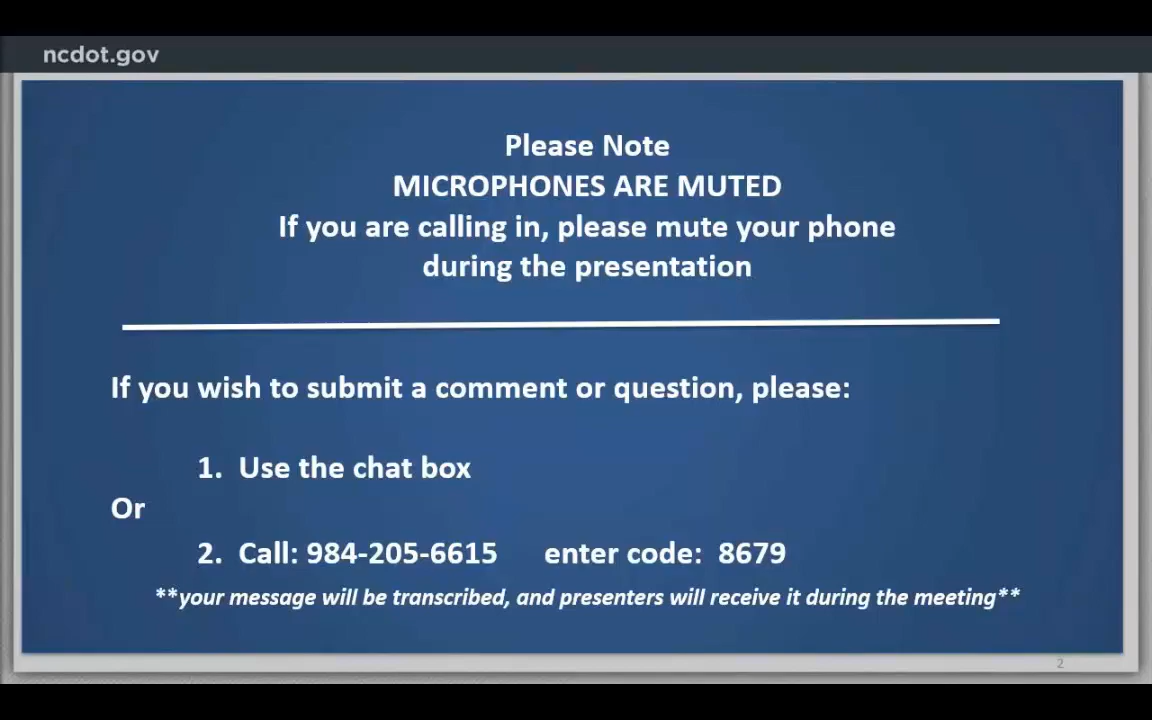 ncdot.gov
Please Note
MICROPHONES ARE MUTED
If you are calling in, please mute your phone
during the presentation
If you wish to submit a comment or question, please:
1. Use the chat box
Or
2. Call: 984-205-6615 enter code: 8679
**your message will be transcribed, and presenters will receive it during the meeting**
2